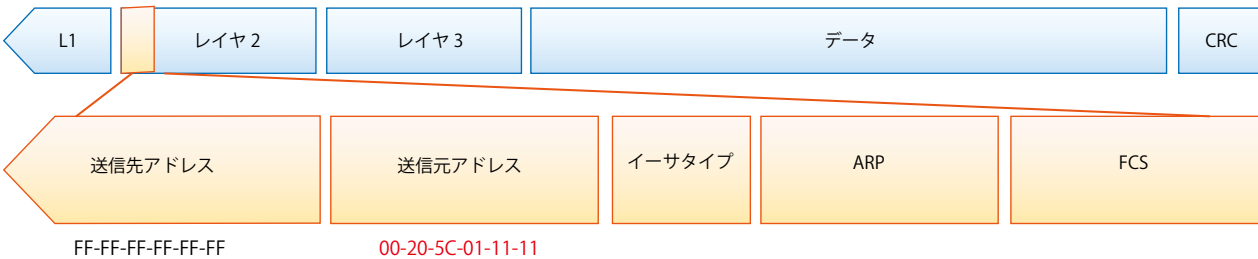 L1
レイヤ 2
レイヤ 3
データ
CRC
送信先アドレス
送信元アドレス
イーサタイプ
ARP
FCS
FF-FF-FF-FF-FF-FF
00-20-5C-01-11-11